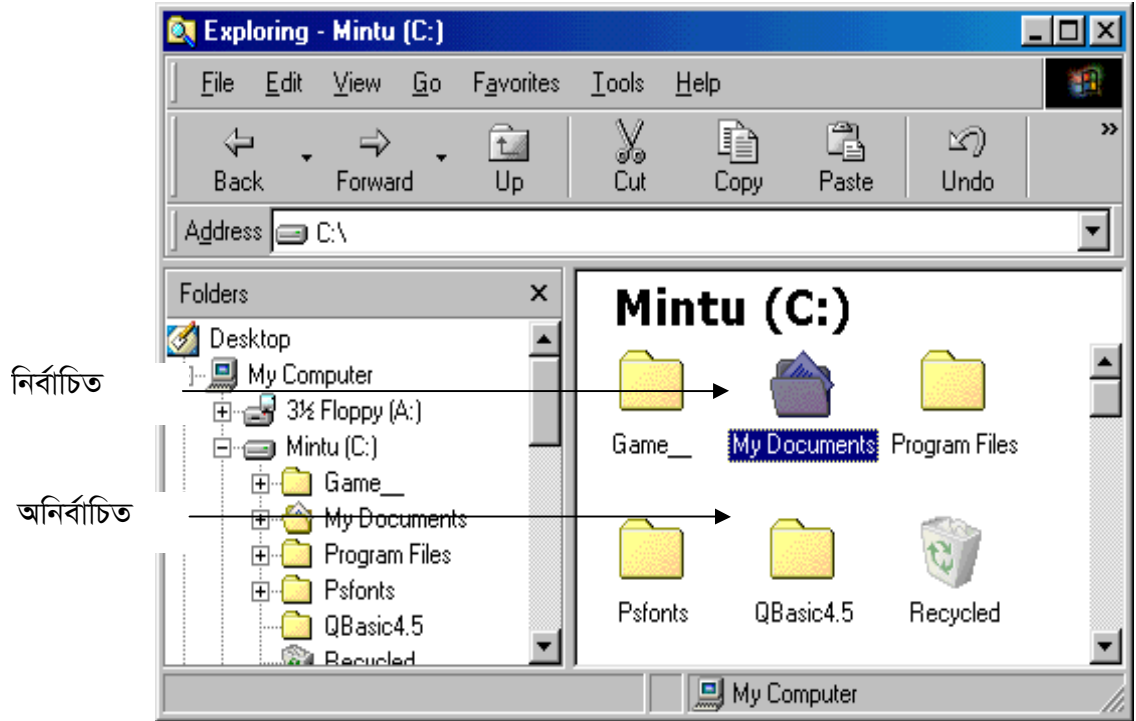 Exploring - Mintu (C:)
File Edit View Go Favorites Tools Help
Back Forward Up Cut Copy Paste Undo »
Address C:\
Folders
Desktop
My Computer
3½ Floppy (A:)
Mintu (C:)
Game__
My Documents
Program Files
Psfonts
QBasic4.5
Recycled
Mintu (C:)
Game__ My Documents Program Files
Psfonts QBasic4.5 Recycled
My Computer
নির্বাচিত
অনির্বাচিত